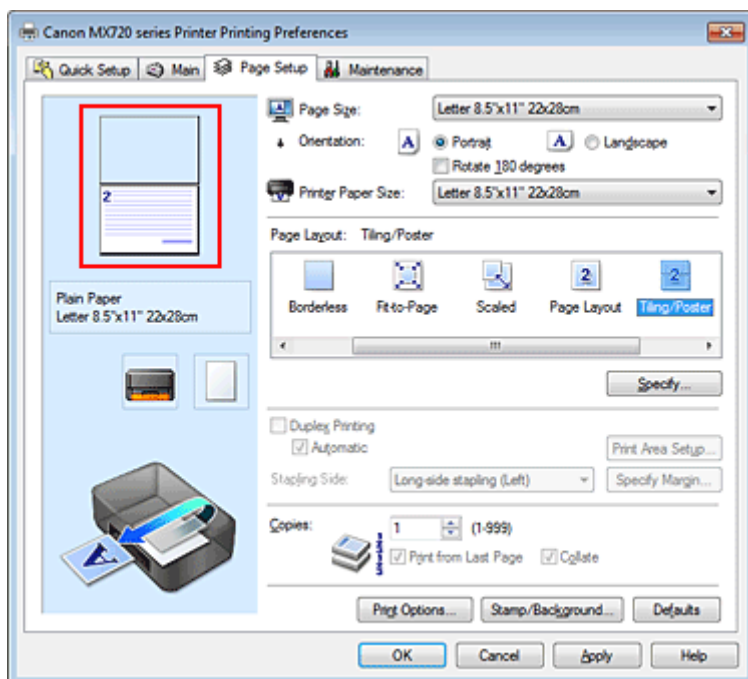 Canon MX720 series Printer Printing Preferences
Quick Setup Main Page Setup Maintenance
2
Plain Paper
Letter 8.5"x11" 22x28cm
Page Size: Letter 8.5"x11" 22x28cm
Orientation: A Portrait A Landscape
Rotate 180 degrees
Printer Paper Size: Letter 8.5"x11" 22x28cm
Page Layout: Tiling/Poster
2 2
Borderless Fit-to-Page Scaled Page Layout Tiling/Poster
Specify...
Duplex Printing
Automatic Print Area Setup...
Stapling Side: Long-side stapling (Left) Specify Margin...
Copies: 1 (1-999)
Print from Last Page Collate
A
Print Options... Stamp/Background... Defaults
OK Cancel Apply Help